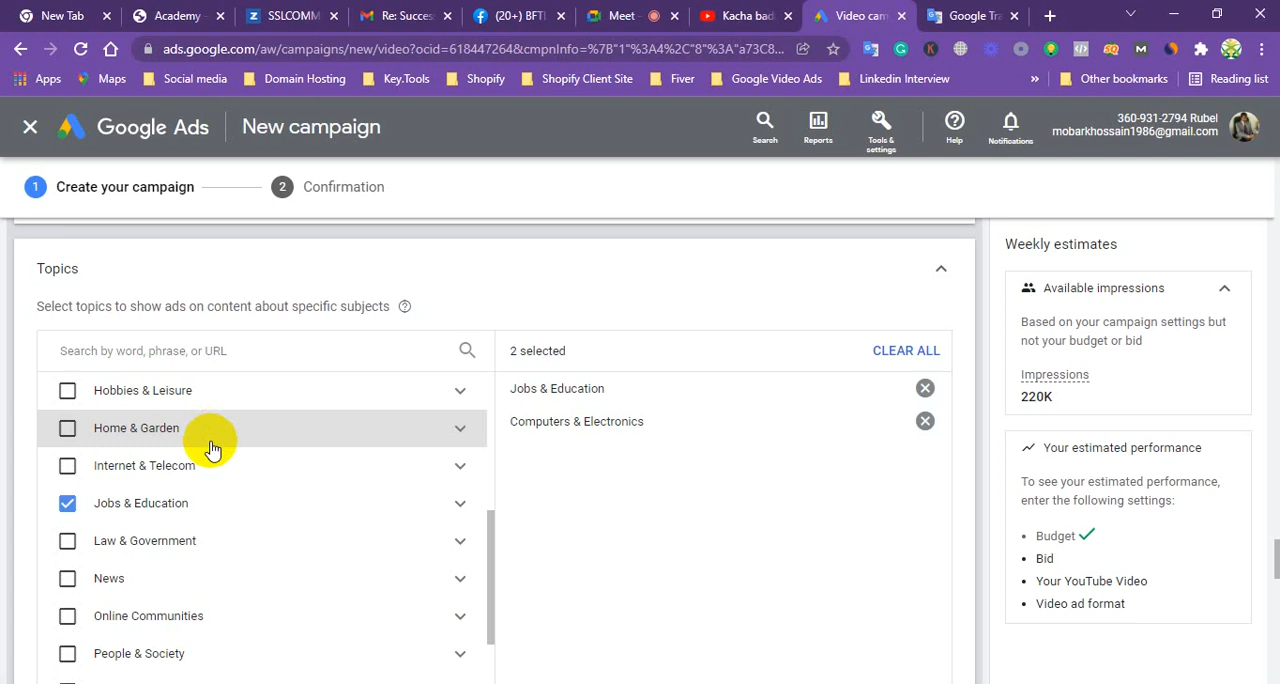 New Tab
Academy -
SSLCOMM
Re: Succes
(20+) BFTI
Meet -
Kacha bad
Video cam
Google Tra
ads.google.com/aw/campaigns/new/video?ocid=6184472648&cmpnInfo=%7B"1"%3A4%2C"8"%3A"a73C8...
Apps
Maps
Social media
Domain Hosting
Key.Tools
Shopify
Shopify Client Site
Fiver
Google Video Ads
Linkedin Interview
»
Other bookmarks
Reading list
Google Ads
New campaign
Search
Reports
Tools & settings
Help
Notifications
360-931-2794 Rubel
mobarkhossain1986@gmail.com
1 Create your campaign
2 Confirmation
Topics
Select topics to show ads on content about specific subjects
Search by word, phrase, or URL
2 selected
CLEAR ALL
Hobbies & Leisure
Home & Garden
Internet & Telecom
Jobs & Education
Law & Government
News
Online Communities
People & Society
Jobs & Education
Computers & Electronics
Weekly estimates
Available impressions
Based on your campaign settings but
not your budget or bid
Impressions
220K
Your estimated performance
To see your estimated performance,
enter the following settings:
• Budget
• Bid
• Your YouTube Video
• Video ad format